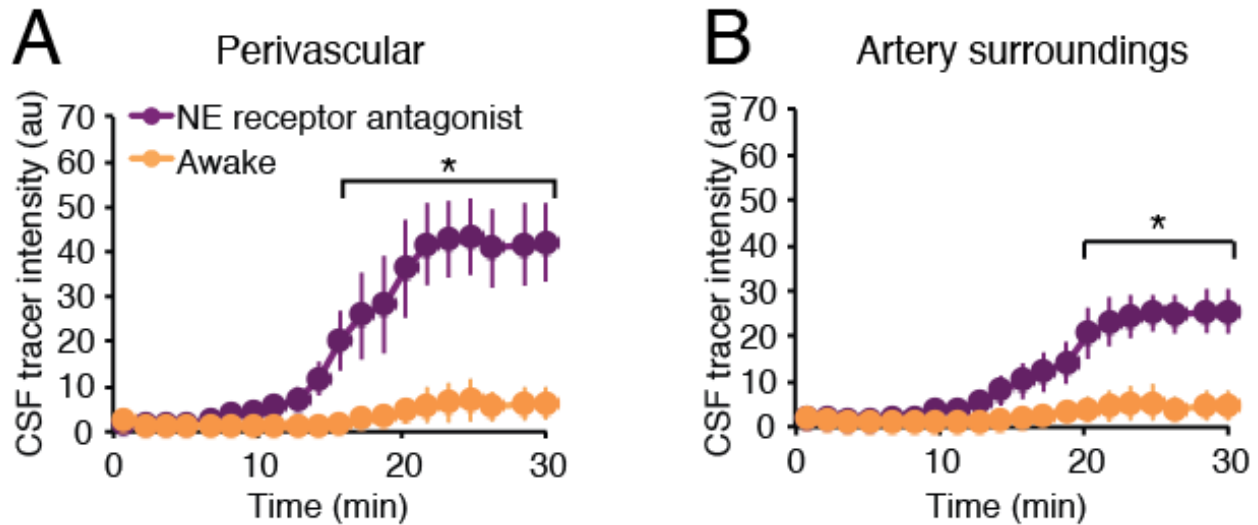 A Perivascular
CSF tracer intensity (au)
70
60
50
40
30
20
10
0
NE receptor antagonist
Awake
*
0 10 20 30
Time (min)
B Artery surroundings
CSF tracer intensity (au)
70
60
50
40
30
20
10
0
*
0 10 20 30
Time (min)